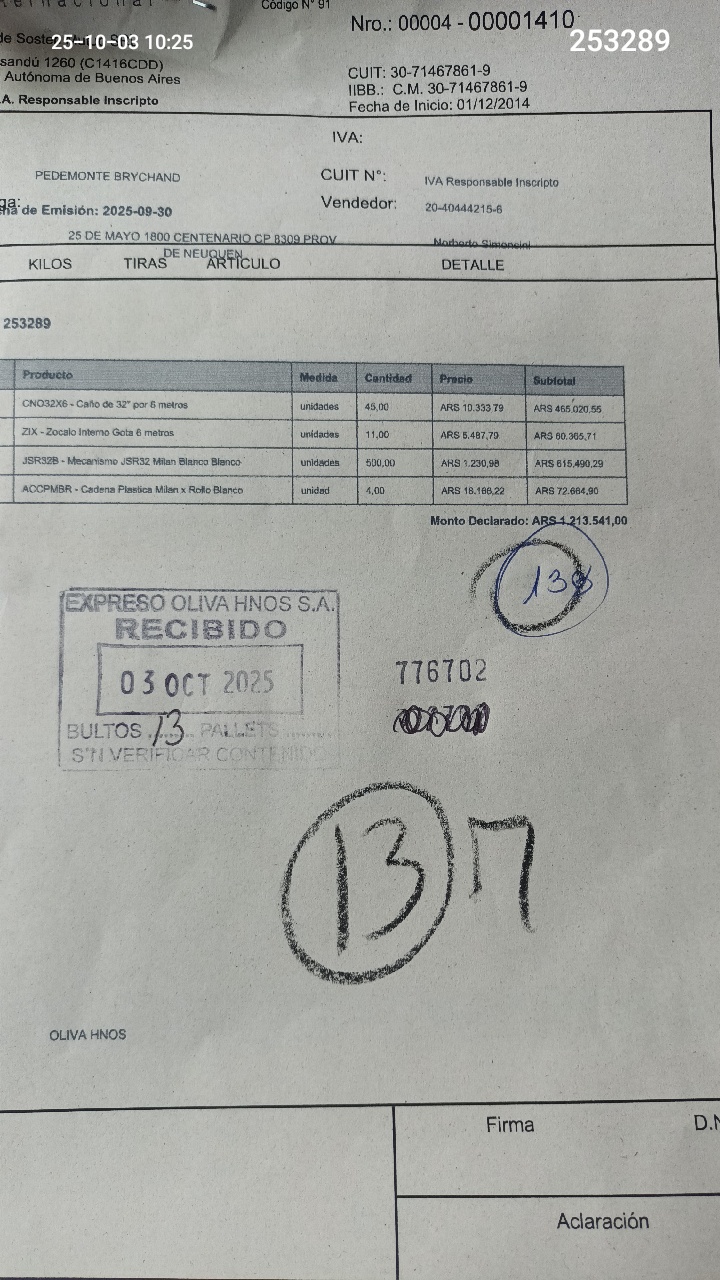 Código N° 91
Nro.: 00004 - 00001410
25-10-03 10:25
253289
sandú 1260 (C1416CDD)
Autónoma de Buenos Aires
.A. Responsable Inscripto
CUIT: 30-71467861-9
IIBB.: C.M. 30-71467861-9
Fecha de Inicio: 01/12/2014
IVA:
PEDEMONTE BRYCHAND
CUIT N°:
IVA Responsable Inscripto
ga:
na de Emisión: 2025-09-30
Vendedor:
20-40444215-6
25 DE MAYO 1800 CENTENARIO CP 8309 PROV
DE NEUQUEN
Norberto Simoncini
KILOS TIRAS ARTÍCULO DETALLE
253289
Producto Medida Cantidad Precio Subtotal
CNO32X6 - Caño de 32" por 6 metros unidades 45,00 ARS 10.333,79 ARS 465.020,55
ZIX - Zocalo Interno Gota 6 metros unidades 11,00 ARS 5.487,79 ARS 60.365,71
JSR32B - Mecanismo JSR32 Milan Blanco Blanco unidades 500,00 ARS 1.230,98 ARS 615.490,29
ACCPMBR - Cadena Plastica Milan x Rollo Blanco unidad 4,00 ARS 18.166,22 ARS 72.664,90
Monto Declarado: ARS 1.213.541,00
EXPRESO OLIVA HNOS S.A.
RECIBIDO
03 OCT 2025
BULTOS 13 PALLETS
SIN VERIFICAR CONTENIDO
776702
13
OLIVA HNOS
Firma
D.N
Aclaración